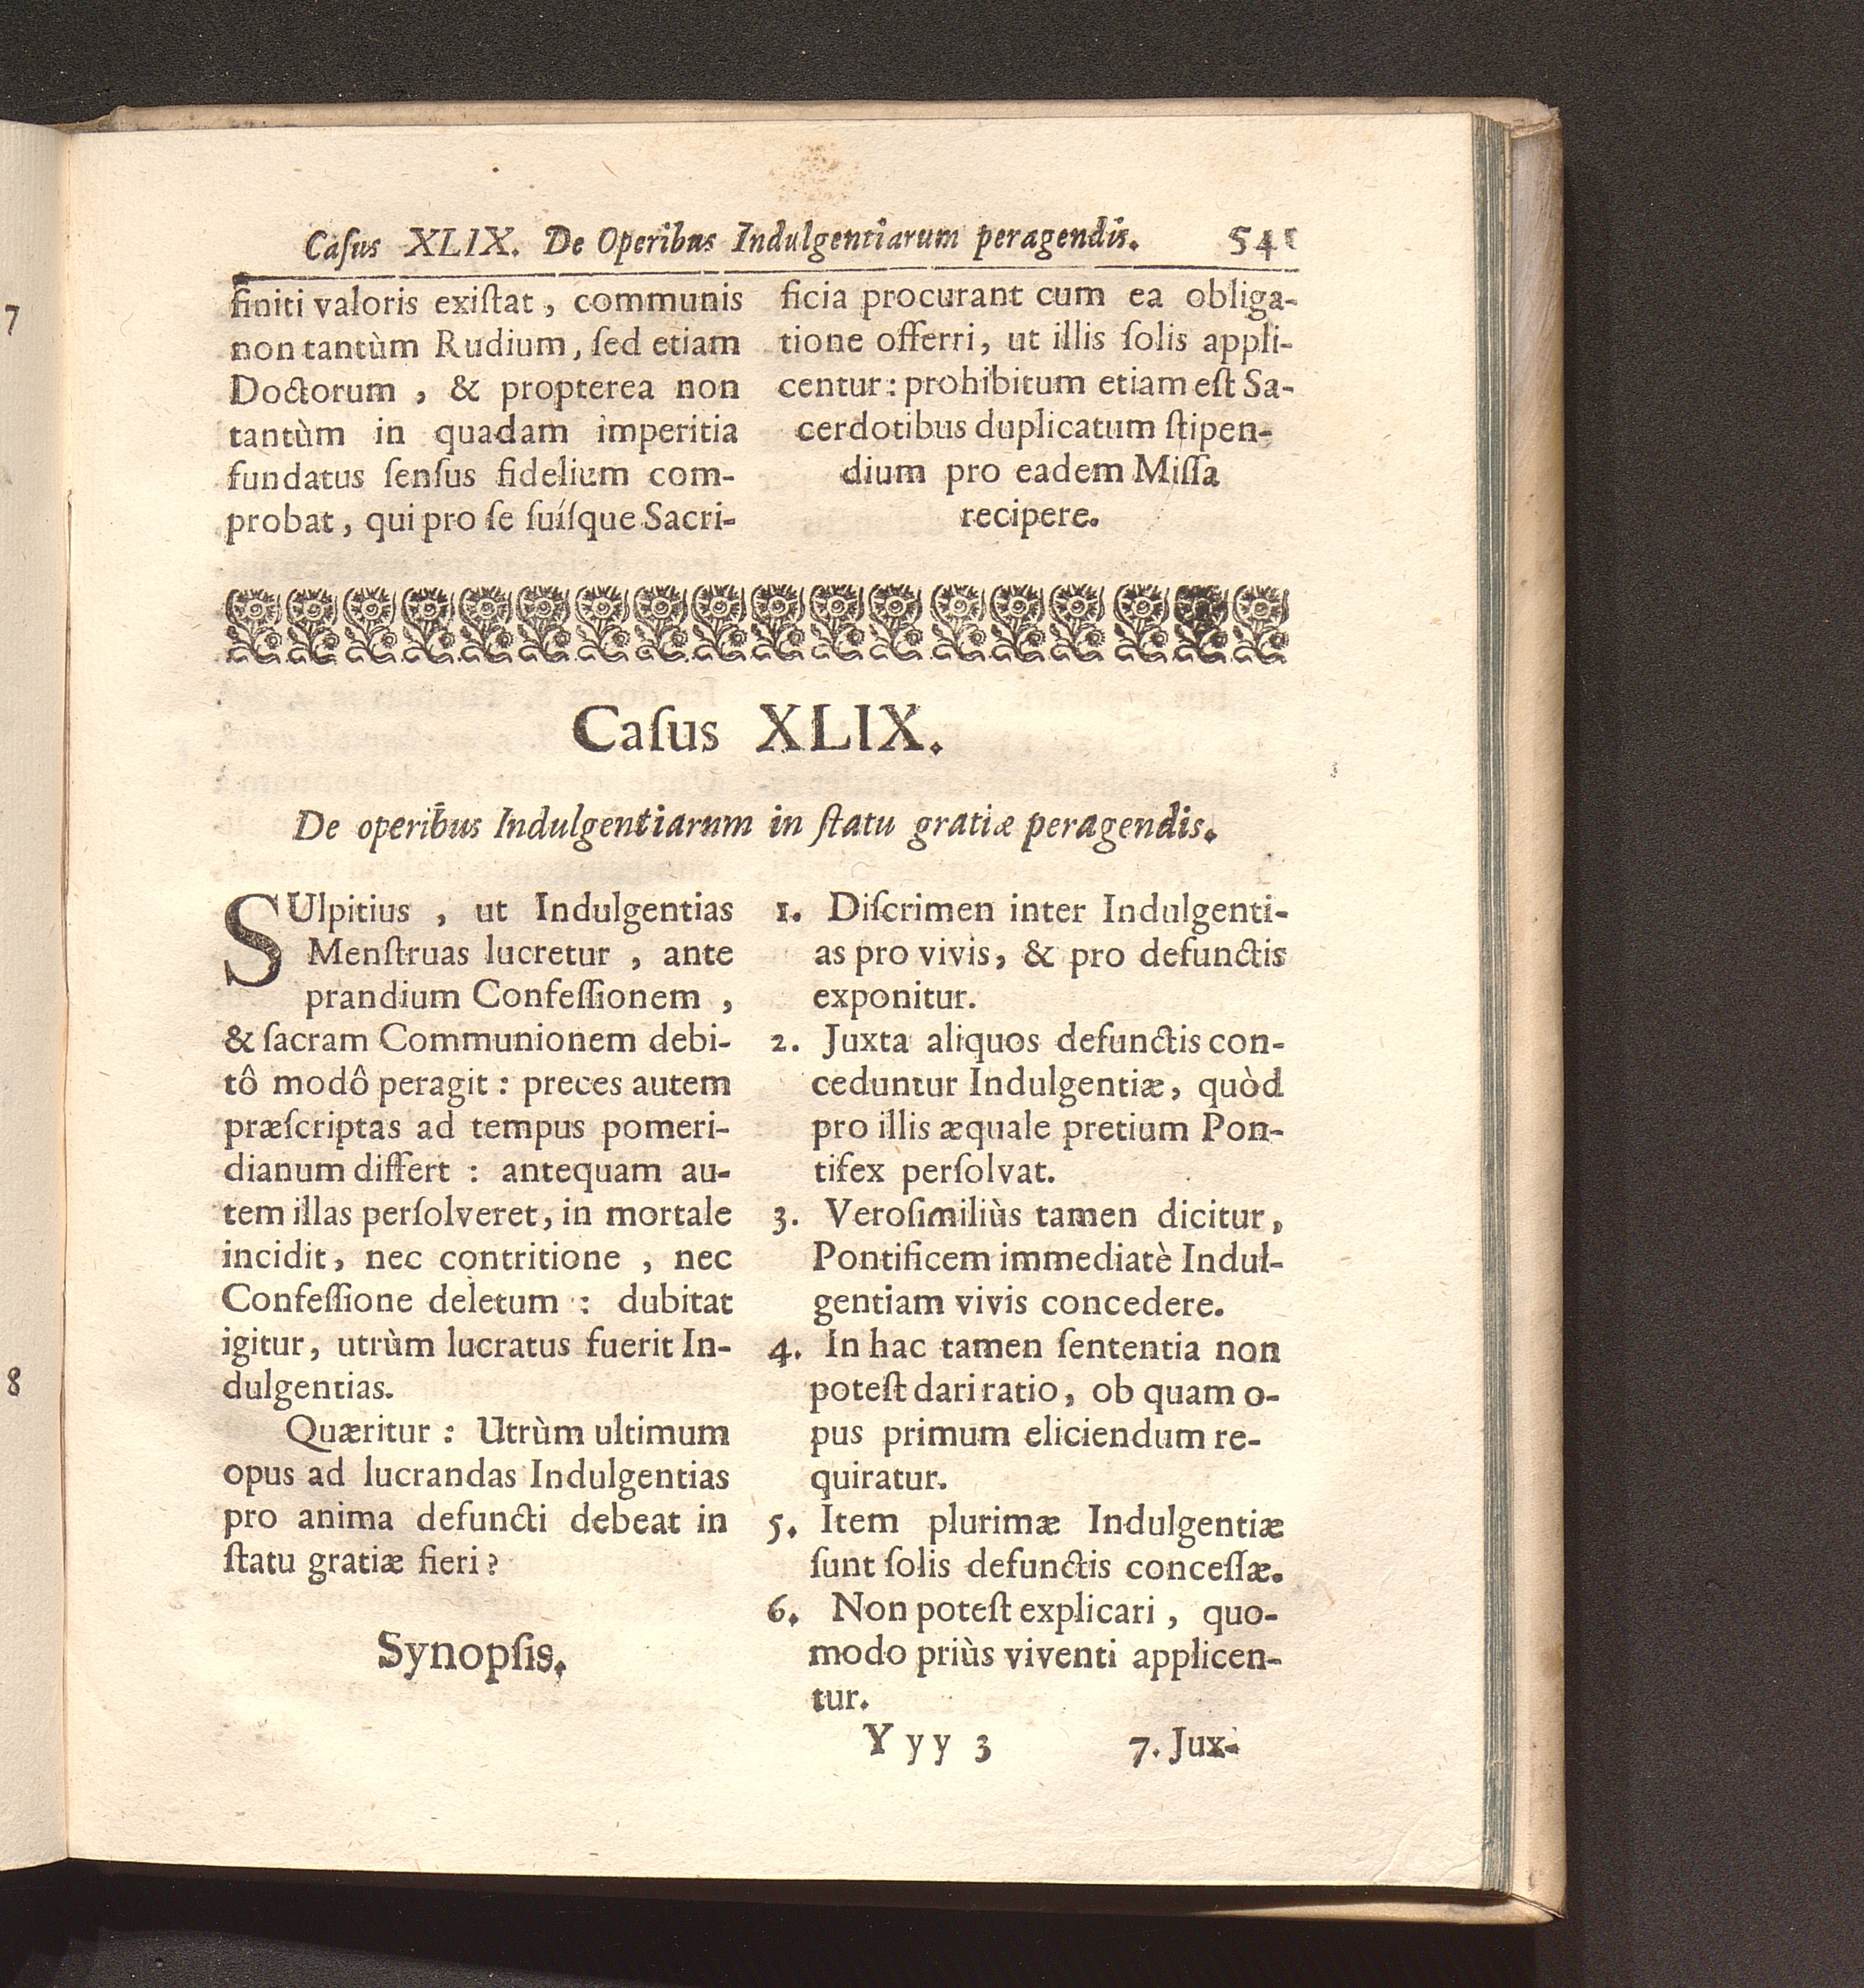 Caſus XLIX. De Operibus Indulgentiarum peragendis. 541
finiti valoris exiſtat, communis
non tantùm Rudium, ſed etiam
Doctorum, & propterea non
tantùm in quadam imperitia
fundatus ſenſus fidelium com-
probat, qui pro ſe ſuíſque Sacri-
ficia procurant cum ea obliga-
tione offerri, ut illis ſolis appli-
centur: prohibitum etiam eſt Sa-
cerdotibus duplicatum ſtipen-
dium pro eadem Miſſa
recipere.
Caſus XLIX.
De operibus Indulgentiarum in ſtatu gratiæ peragendis.
SUlpitius, ut Indulgentias
Menſtruas lucretur, ante
prandium Confeſſionem,
& ſacram Communionem debi-
tô modô peragit: preces autem
præſcriptas ad tempus pomeri-
dianum differt: antequam au-
tem illas perſolveret, in mortale
incidit, nec contritione, nec
Confeſſione deletum: dubitat
igitur, utrùm lucratus fuerit In-
dulgentias.
Quæritur: Utrùm ultimum
opus ad lucrandas Indulgentias
pro anima defuncti debeat in
ſtatu gratiæ fieri?
Synopſis.
1. Diſcrimen inter Indulgenti-
as pro vivis, & pro defunctis
exponitur.
2. Juxta aliquos defunctis con-
ceduntur Indulgentiæ, quòd
pro illis æquale pretium Pon-
tifex perſolvat.
3. Veroſimiliùs tamen dicitur,
Pontificem immediatè Indul-
gentiam vivis concedere.
4. In hac tamen ſententia non
poteſt dari ratio, ob quam o-
pus primum eliciendum re-
quiratur.
5. Item plurimæ Indulgentiæ
ſunt ſolis defunctis conceſſæ.
6. Non poteſt explicari, quo-
modo priùs viventi applicen-
tur.
Yyy 3 7. Jux-
7
8